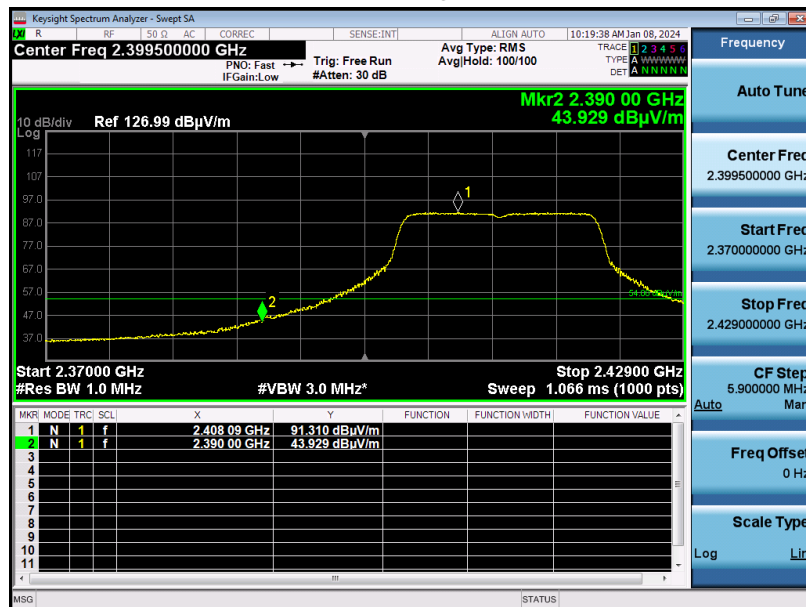 Keysight Spectrum Analyzer - Swept SA
LXI R RF 50 Ω AC CORREC SENSE:INT ALIGN AUTO 10:19:38 AM Jan 08, 2024
Center Freq 2.399500000 GHz
PNO: Fast
IFGain:Low
Trig: Free Run
#Atten: 30 dB
Avg Type: RMS
Avg|Hold: 100/100
TRACE 1 2 3 4 5 6
TYPE A WWWWW
DET A N N N N N
Mkr2 2.390 00 GHz
43.929 dBµV/m
10 dB/div Ref 126.99 dBµV/m
Log
117
107
97.0
87.0
77.0
67.0
57.0
47.0
37.0
1
2
Start 2.37000 GHz Stop 2.42900 GHz
#Res BW 1.0 MHz #VBW 3.0 MHz* Sweep 1.066 ms (1000 pts)
MKR MODE TRC SCL X Y FUNCTION FUNCTION WIDTH FUNCTION VALUE
1 N 1 f 2.408 09 GHz 91.310 dBµV/m
2 N 1 f 2.390 00 GHz 43.929 dBµV/m
3
4
5
6
7
8
9
10
11
MSG STATUS
Frequency
Auto Tune
Center Freq
2.399500000 GHz
Start Freq
2.370000000 GHz
Stop Freq
2.429000000 GHz
CF Step
5.900000 MHz
Auto Man
Freq Offset
0 Hz
Scale Type
Log Lin